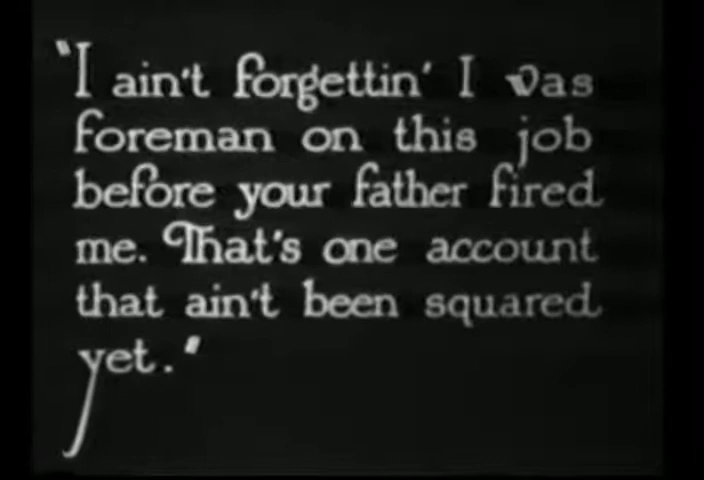 "I ain't forgettin' I was
foreman on this job
before your father fired
me. That's one account
that ain't been squared
yet."